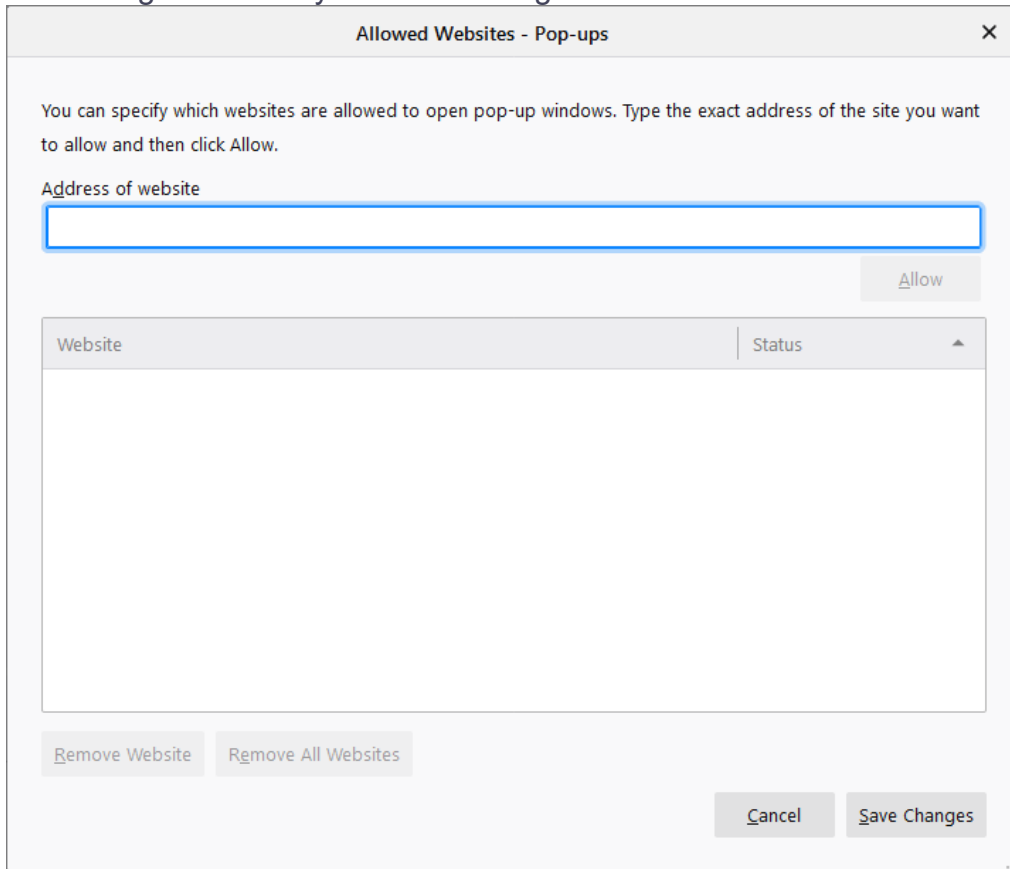 Allowed Websites - Pop-ups
You can specify which websites are allowed to open pop-up windows. Type the exact address of the site you want
to allow and then click Allow.
Address of website
Allow
Website Status
Remove Website Remove All Websites
Cancel Save Changes